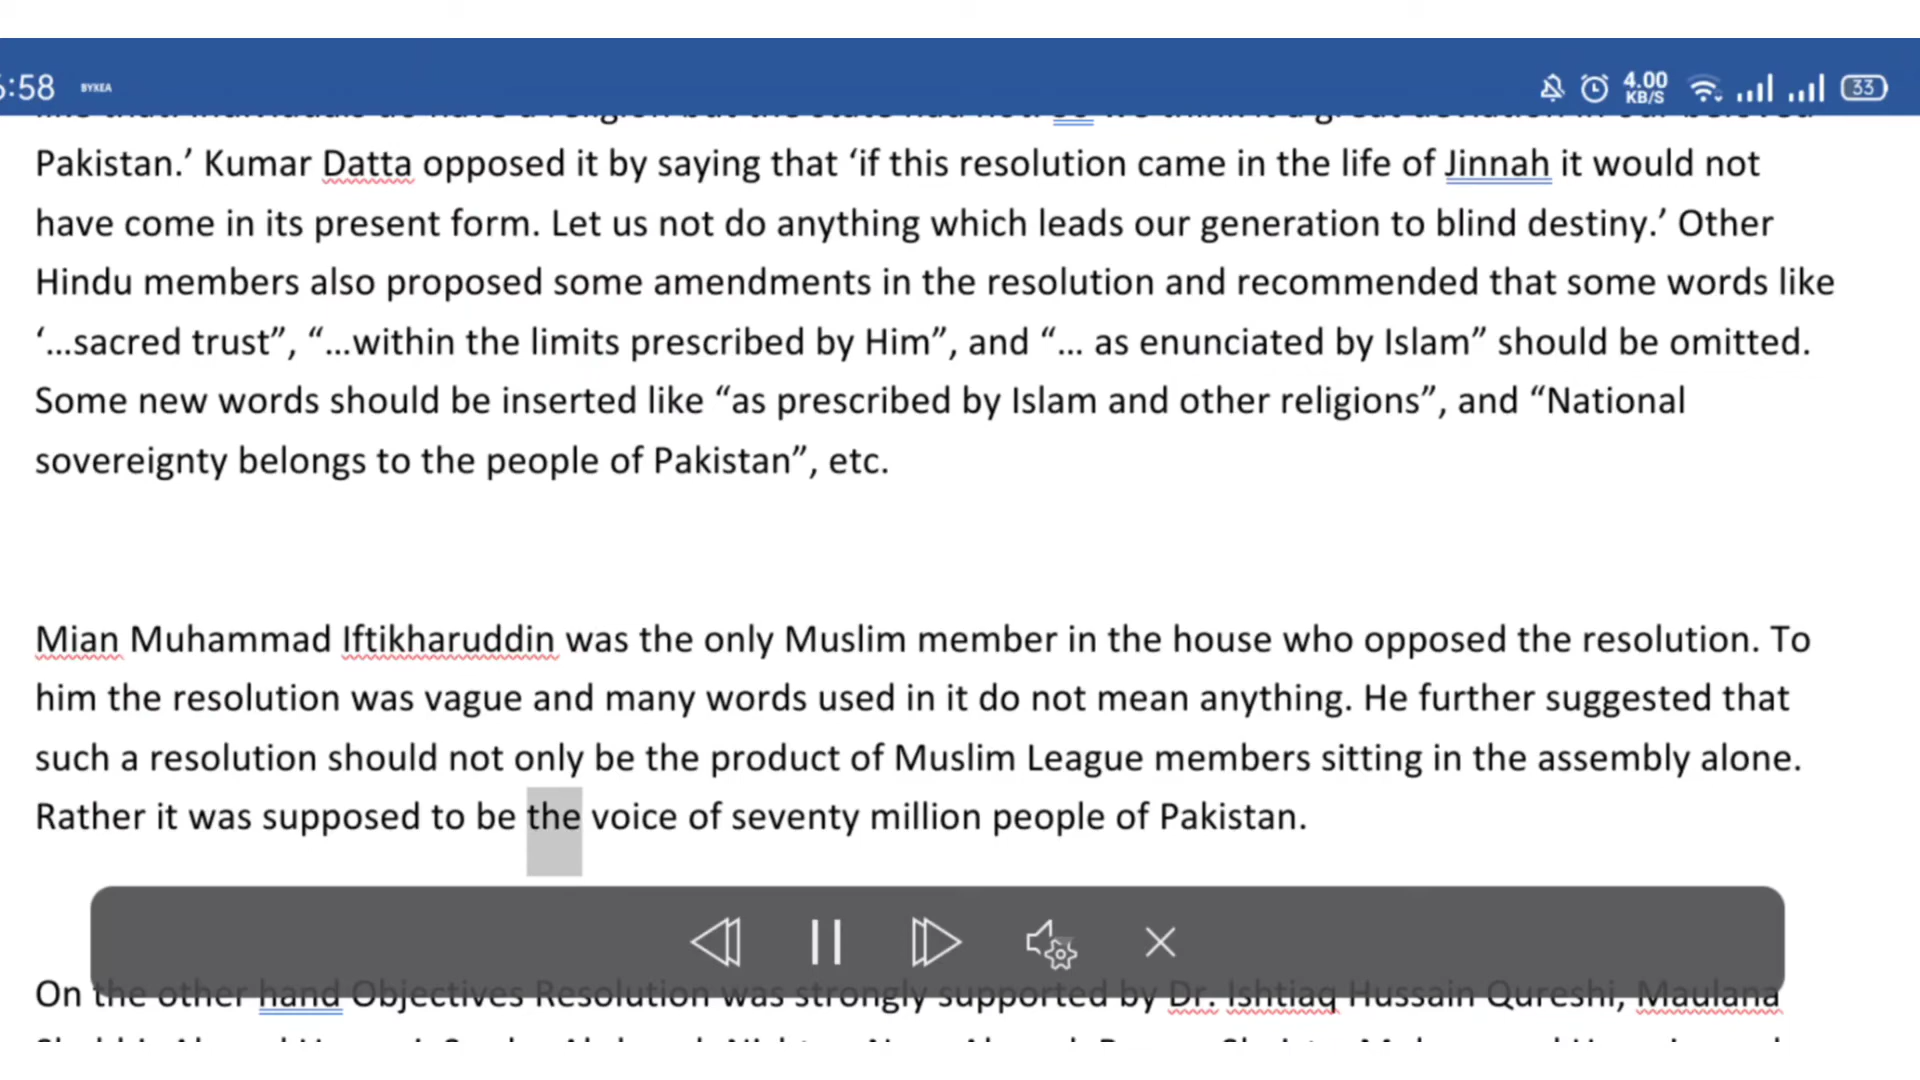 :58 BYKEA 4.00 KB/S 33
Pakistan.’ Kumar Datta opposed it by saying that ‘if this resolution came in the life of Jinnah it would not
have come in its present form. Let us not do anything which leads our generation to blind destiny.’ Other
Hindu members also proposed some amendments in the resolution and recommended that some words like
‘...sacred trust”, “...within the limits prescribed by Him”, and “... as enunciated by Islam” should be omitted.
Some new words should be inserted like “as prescribed by Islam and other religions”, and “National
sovereignty belongs to the people of Pakistan”, etc.
Mian Muhammad Iftikharuddin was the only Muslim member in the house who opposed the resolution. To
him the resolution was vague and many words used in it do not mean anything. He further suggested that
such a resolution should not only be the product of Muslim League members sitting in the assembly alone.
Rather it was supposed to be the voice of seventy million people of Pakistan.
On the other hand Objectives Resolution was strongly supported by Dr. Ishtiaq Hussain Qureshi, Maulana